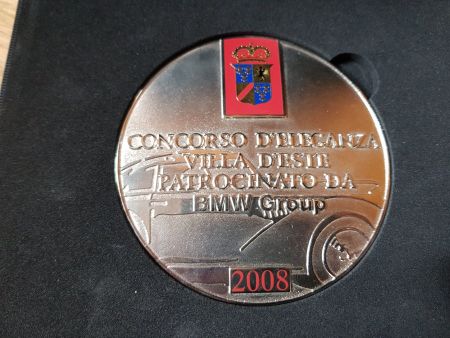 CONCORSO D'ELEGANZA
VILLA D'ESTE
PATROCINATO DA
BMW Group
2008